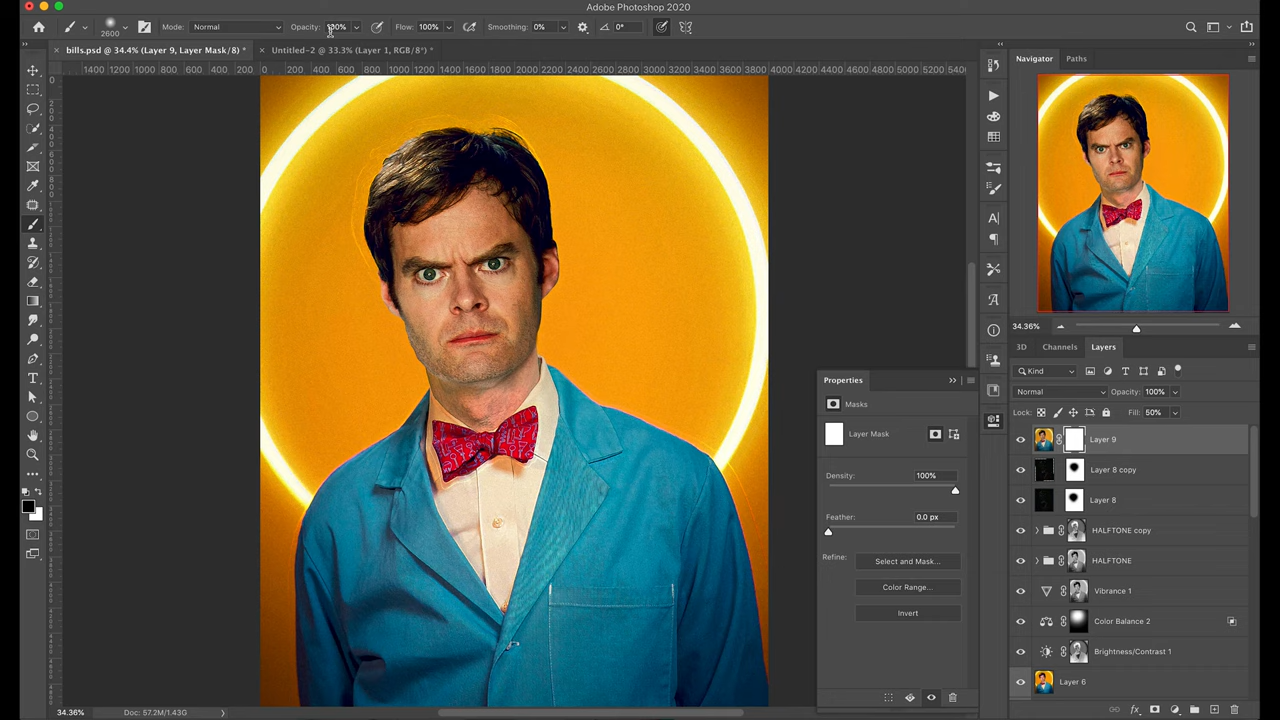 Adobe Photoshop 2020
2600 Mode: Normal Opacity: 100% Flow: 100% Smoothing: 0% 0°
bills.psd @ 34.4% (Layer 9, Layer Mask/8) * Untitled-2 @ 33.3% (Layer 1, RGB/8*) *
1400 1200 1000 800 600 400 200 0 200 400 600 800 1000 1200 1400 1600 1800 2000 2200 2400 2600 2800 3000 3200 3400 3600 3800 4000 4200 4400 4600 4800 5000 5200 5400
Navigator Paths
34.36%
3D Channels Layers
Kind
Normal Opacity: 100%
Lock: Fill: 50%
Layer 9
Layer 8 copy
Layer 8
HALFTONE copy
HALFTONE
Vibrance 1
Color Balance 2
Brightness/Contrast 1
Layer 6
Properties
Masks
Layer Mask
Density: 100%
Feather: 0.0 px
Refine: Select and Mask...
Color Range...
Invert
34.36% Doc: 57.2M/1.43G